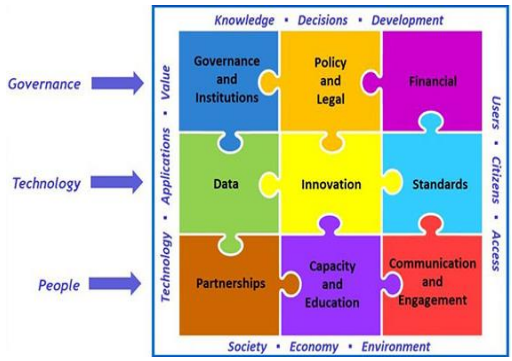 Knowledge • Decisions • Development
Governance
Technology
People
Technology • Applications • Value
Governance
and
Institutions
Policy
and
Legal
Financial
Data
Innovation
Standards
Partnerships
Capacity
and
Education
Communication
and
Engagement
Users • Citizens • Access
Society • Economy • Environment